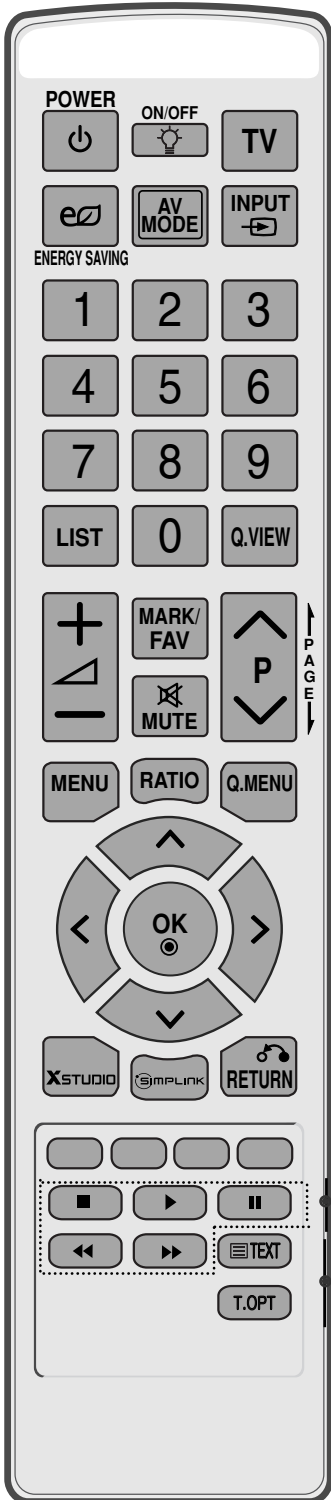 POWER
ON/OFF
TV
e
AV
MODE
INPUT
ENERGY SAVING
1 2 3
4 5 6
7 8 9
LIST 0 Q.VIEW
MARK/
FAV
P
PAGE
MUTE
MENU RATIO Q.MENU
OK
XSTUDIO SIMPLINK RETURN
TEXT
T.OPT